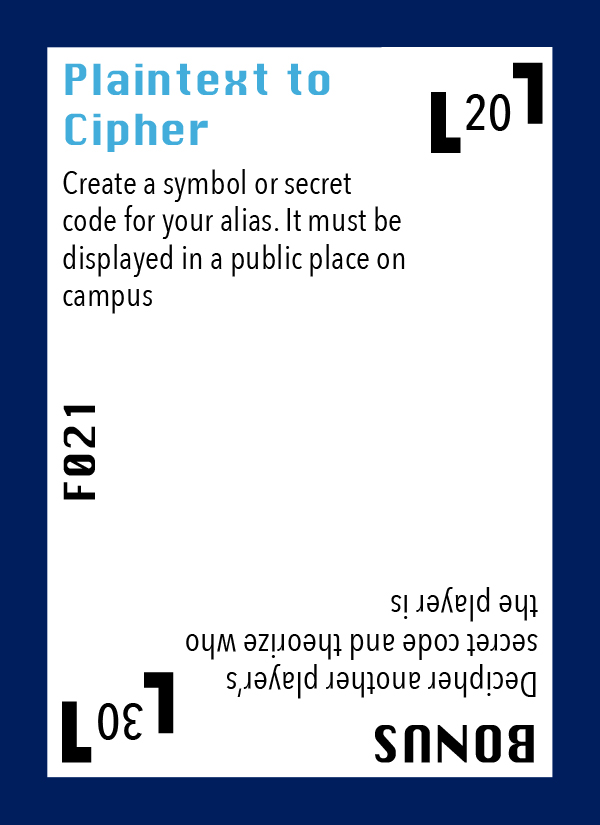 Plaintext to
Cipher
20
Create a symbol or secret
code for your alias. It must be
displayed in a public place on
campus
F021
BONUS
30
Decipher another player's
secret code and theorize who
the player is